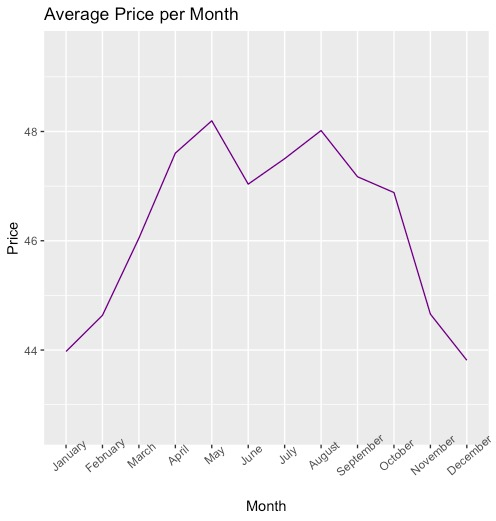 Average Price per Month
Price
48
46
44
January
February
March
April
May
June
July
August
September
October
November
December
Month